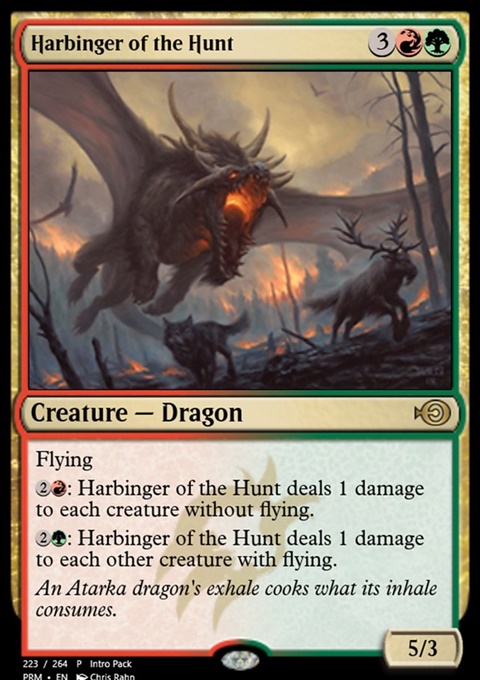 Harbinger of the Hunt 3
Creature — Dragon
Flying
2: Harbinger of the Hunt deals 1 damage
to each creature without flying.
2: Harbinger of the Hunt deals 1 damage
to each other creature with flying.
An Atarka dragon's exhale cooks what its inhale
consumes.
5/3
223 / 264 P Intro Pack
PRM • EN Chris Rahn